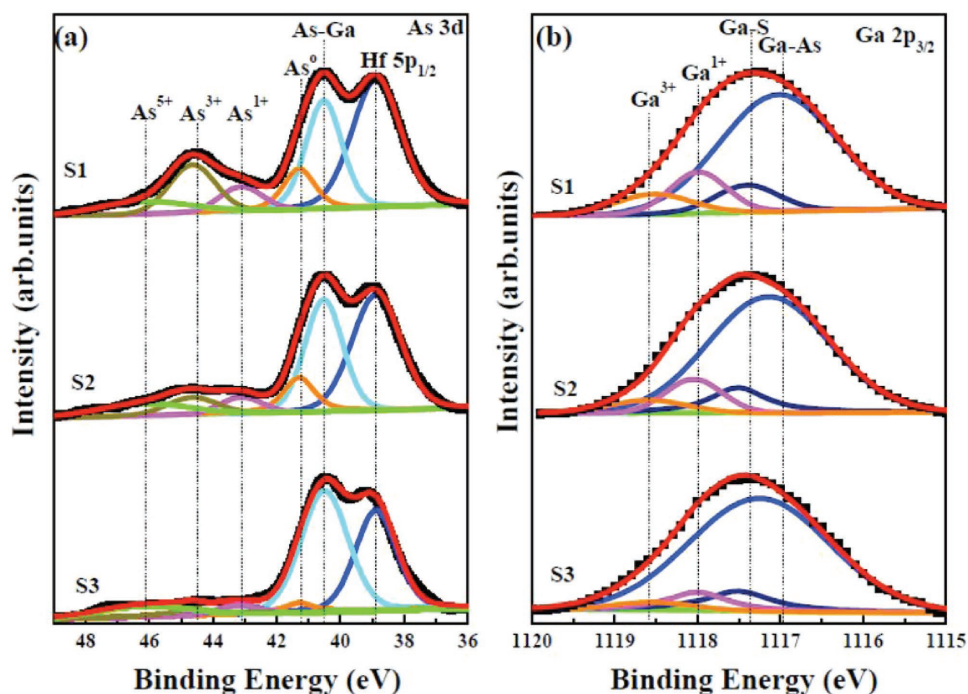 (a)
As 3d
As-Ga
As⁰
Hf 5p1/2
As5+
As3+
As1+
S1
S2
S3
48 46 44 42 40 38 36
Binding Energy (eV)
Intensity (arb.units)
(b)
Ga 2p3/2
Ga-S
Ga-As
Ga1+
Ga3+
S1
S2
S3
1120 1119 1118 1117 1116 1115
Binding Energy (eV)
Intensity (arb.units)